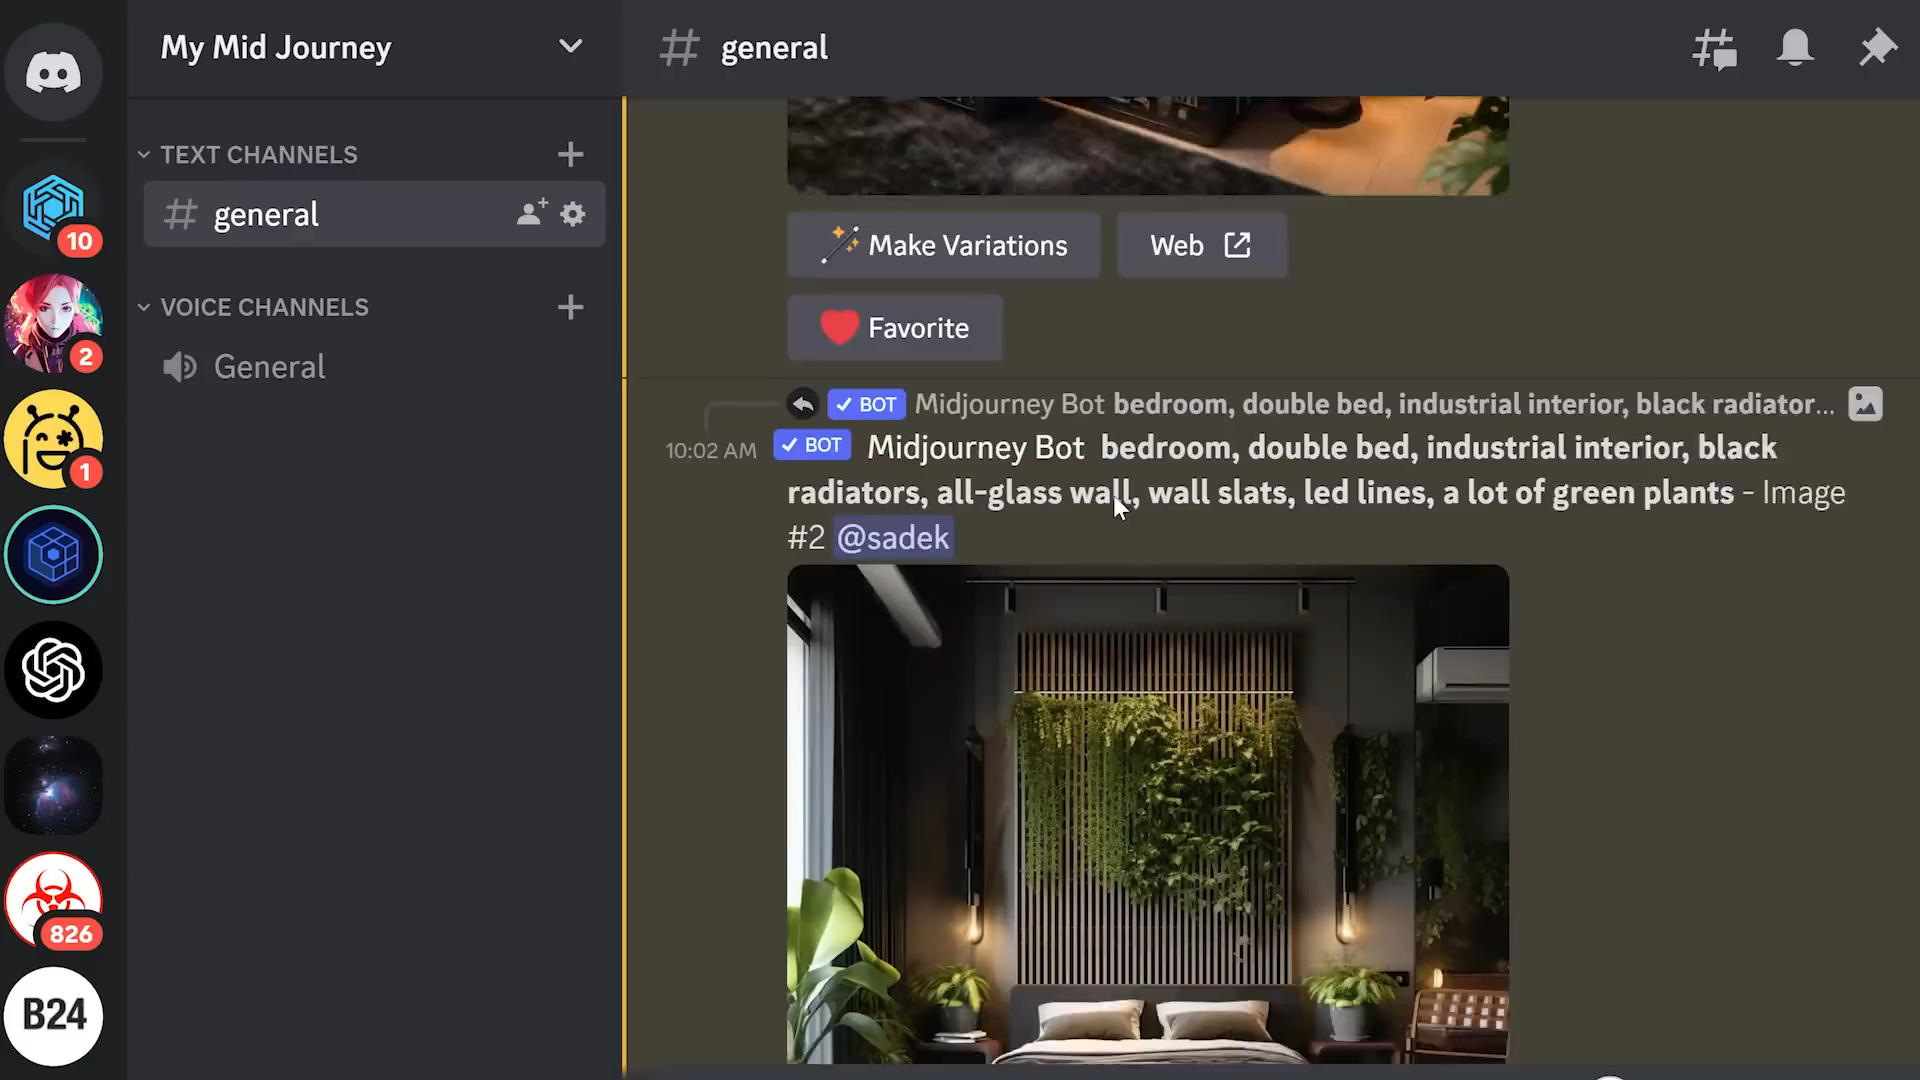 My Mid Journey
TEXT CHANNELS
general
VOICE CHANNELS
General
10
2
1
826
B24
general
Make Variations
Web
Favorite
BOT Midjourney Bot bedroom, double bed, industrial interior, black radiator...
10:02 AM BOT Midjourney Bot bedroom, double bed, industrial interior, black
radiators, all-glass wall, wall slats, led lines, a lot of green plants - Image
#2 @sadek